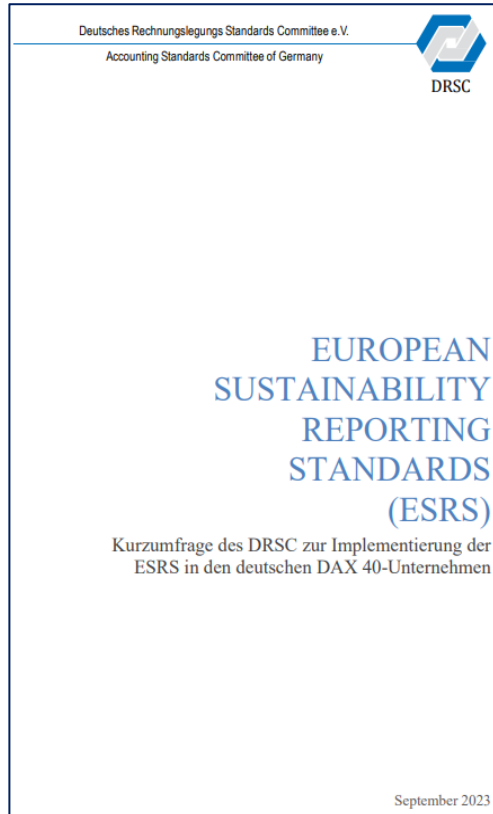 Deutsches Rechnungslegungs Standards Committee e.V.
Accounting Standards Committee of Germany
DRSC
EUROPEAN
SUSTAINABILITY
REPORTING
STANDARDS
(ESRS)
Kurzumfrage des DRSC zur Implementierung der
ESRS in den deutschen DAX 40-Unternehmen
September 2023